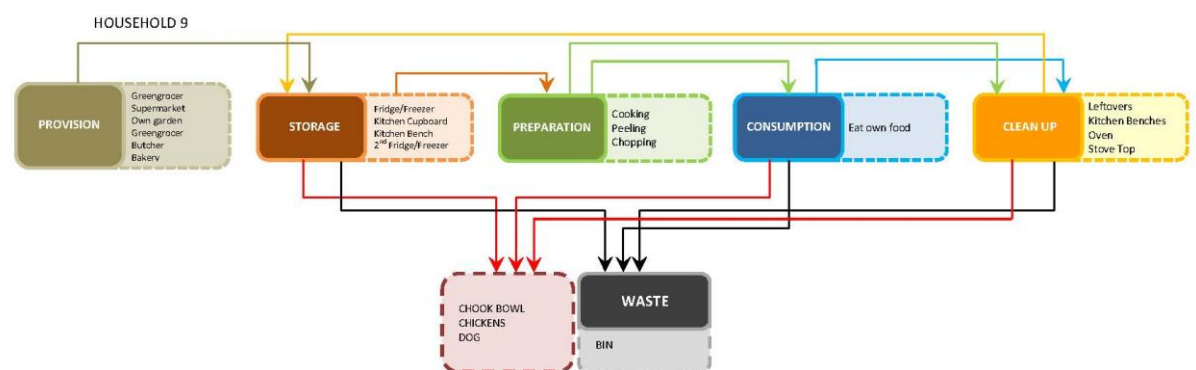 HOUSEHOLD 9
PROVISION
Greengrocer
Supermarket
Own garden
Greengrocer
Butcher
Bakery
STORAGE
Fridge/Freezer
Kitchen Cupboard
Kitchen Bench
2nd Fridge/Freezer
PREPARATION
Cooking
Peeling
Chopping
CONSUMPTION
Eat own food
CLEAN UP
Leftovers
Kitchen Benches
Oven
Stove Top
CHOOK BOWL
CHICKENS
DOG
WASTE
BIN